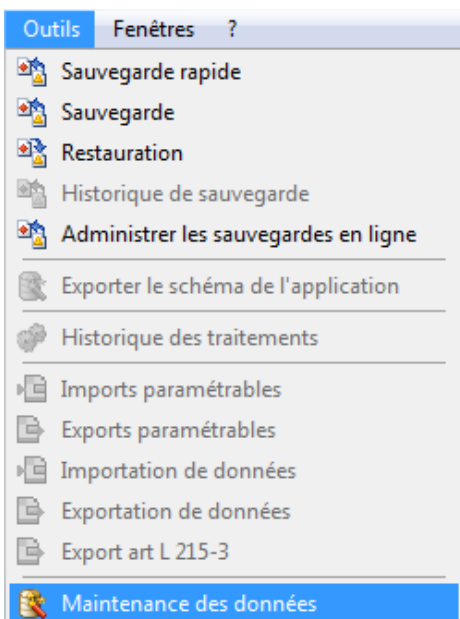 Outils Fenêtres ?
Sauvegarde rapide
Sauvegarde
Restauration
Historique de sauvegarde
Administrer les sauvegardes en ligne
Exporter le schéma de l'application
Historique des traitements
Imports paramétrables
Exports paramétrables
Importation de données
Exportation de données
Export art L 215-3
Maintenance des données